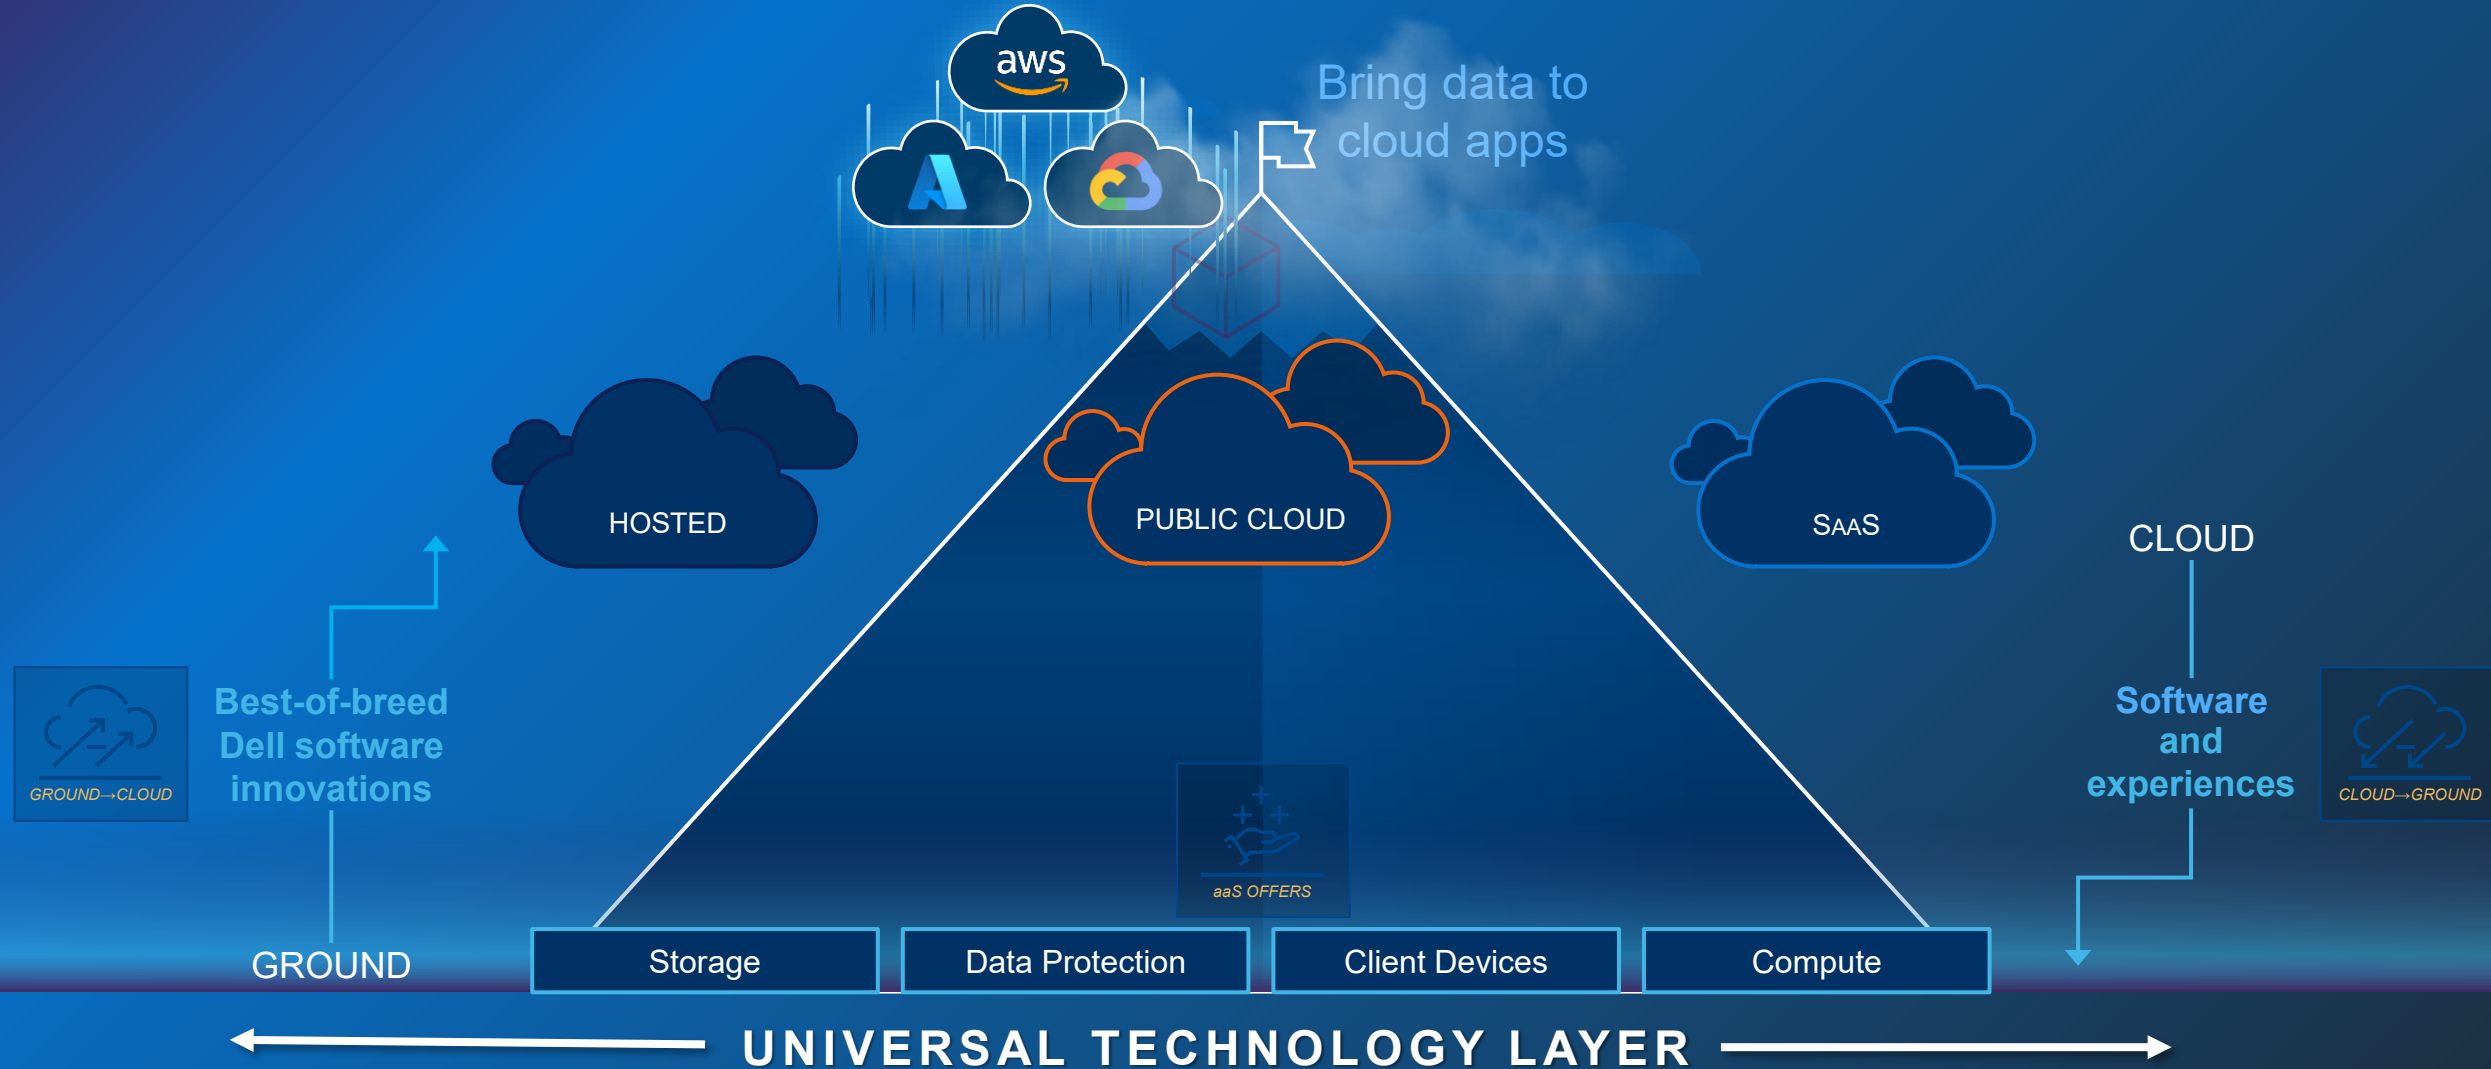 aws
Bring data to
cloud apps
HOSTED
PUBLIC CLOUD
SAAS
CLOUD
Best-of-breed
Dell software
innovations
GROUND→CLOUD
Software
and
experiences
CLOUD→GROUND
aaS OFFERS
GROUND
Storage
Data Protection
Client Devices
Compute
UNIVERSAL TECHNOLOGY LAYER